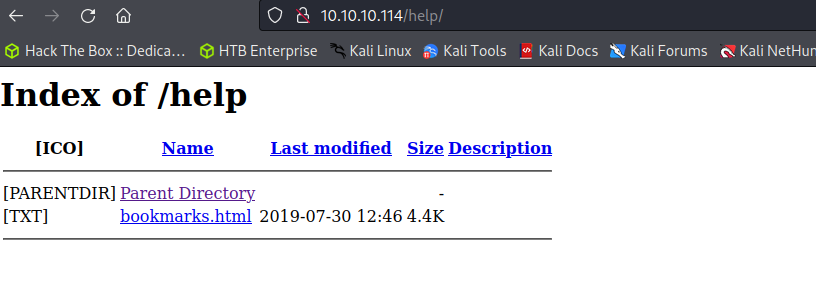 10.10.10.114/help/
Hack The Box :: Dedica... HTB Enterprise Kali Linux Kali Tools Kali Docs Kali Forums Kali NetHun
Index of /help
[ICO] Name Last modified Size Description
[PARENTDIR] Parent Directory -
[TXT] bookmarks.html 2019-07-30 12:46 4.4K